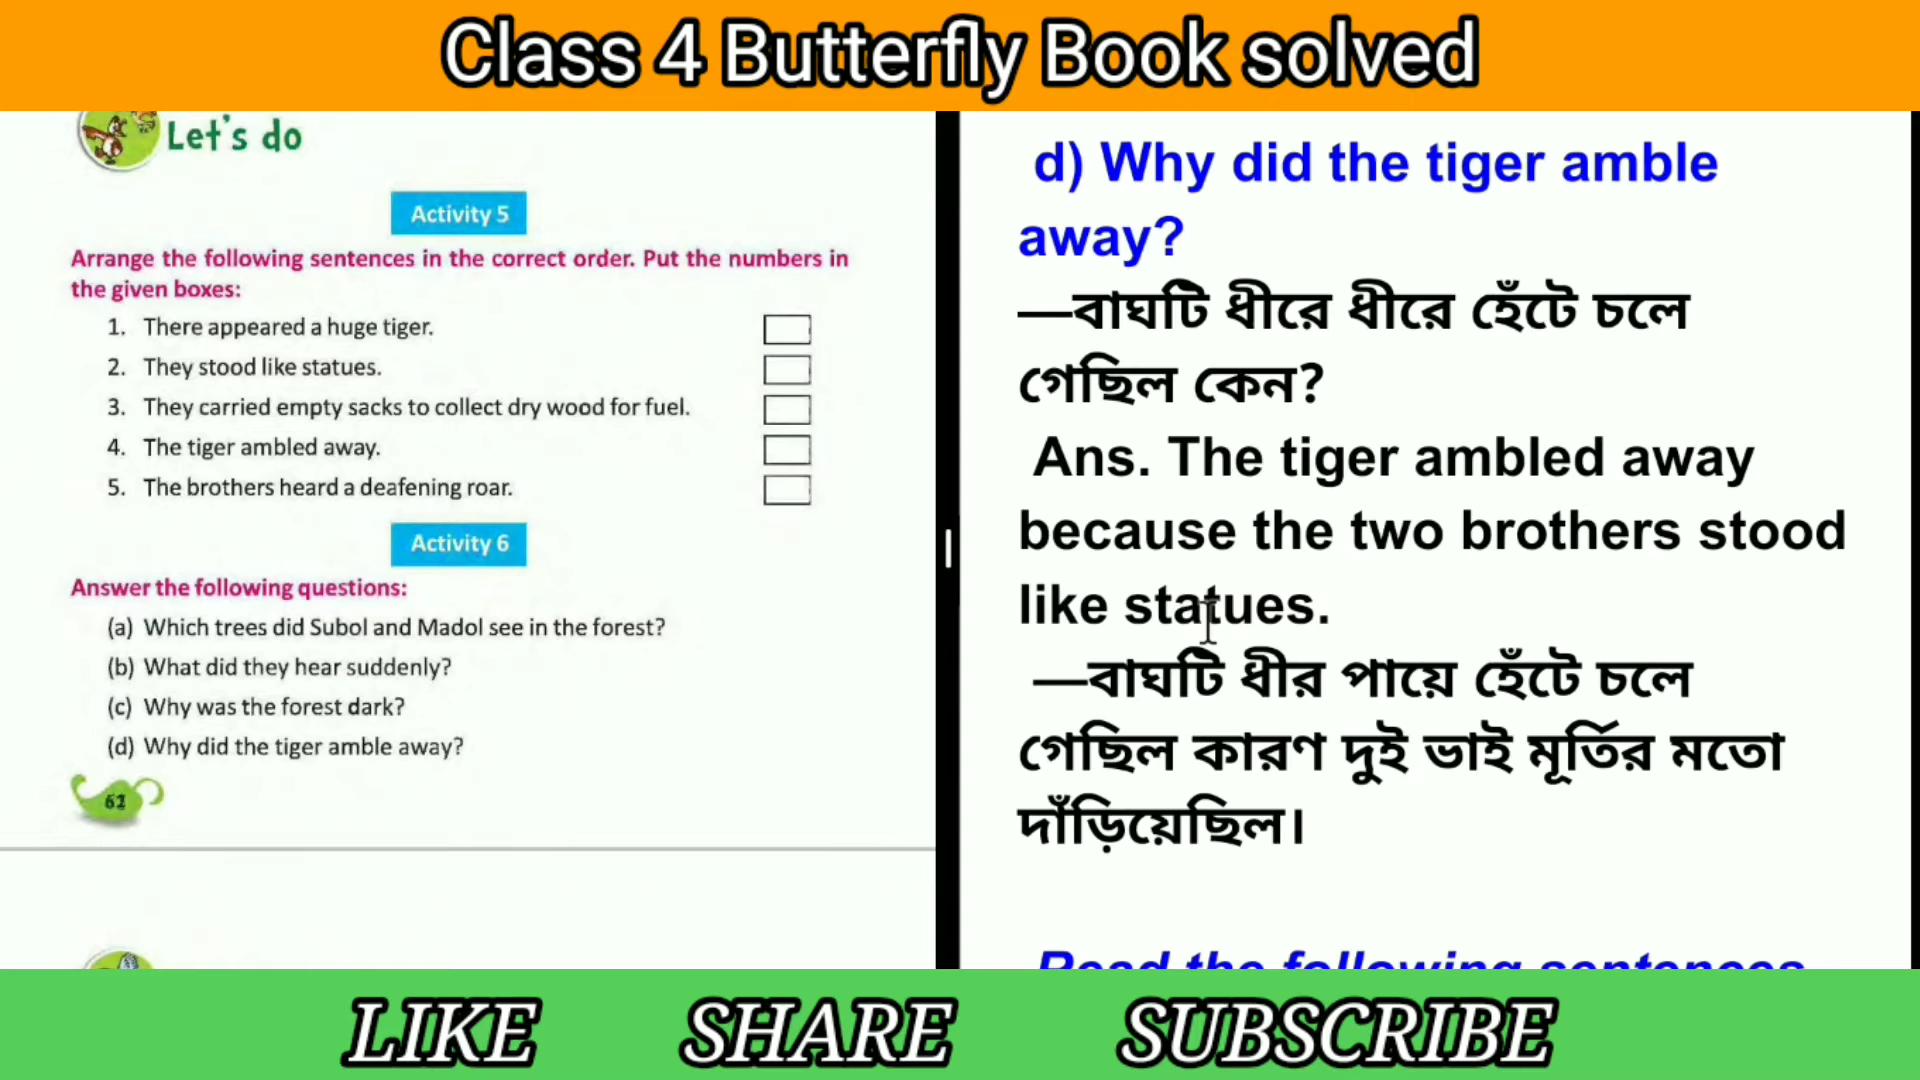 Class 4 Butterfly Book solved
Let's do
Activity 5
Arrange the following sentences in the correct order. Put the numbers in
the given boxes:
1. There appeared a huge tiger.
2. They stood like statues.
3. They carried empty sacks to collect dry wood for fuel.
4. The tiger ambled away.
5. The brothers heard a deafening roar.
Activity 6
Answer the following questions:
(a) Which trees did Subol and Madol see in the forest?
(b) What did they hear suddenly?
(c) Why was the forest dark?
(d) Why did the tiger amble away?
d) Why did the tiger amble
away?
—বাঘটি ধীরে ধীরে হেঁটে চলে
গেছিল কেন?
Ans. The tiger ambled away
because the two brothers stood
like statues.
—বাঘটি ধীর পায়ে হেঁটে চলে
গেছিল কারণ দুই ভাই মূর্তির মতো
দাঁড়িয়েছিল।
Read the following sentences
LIKE SHARE SUBSCRIBE